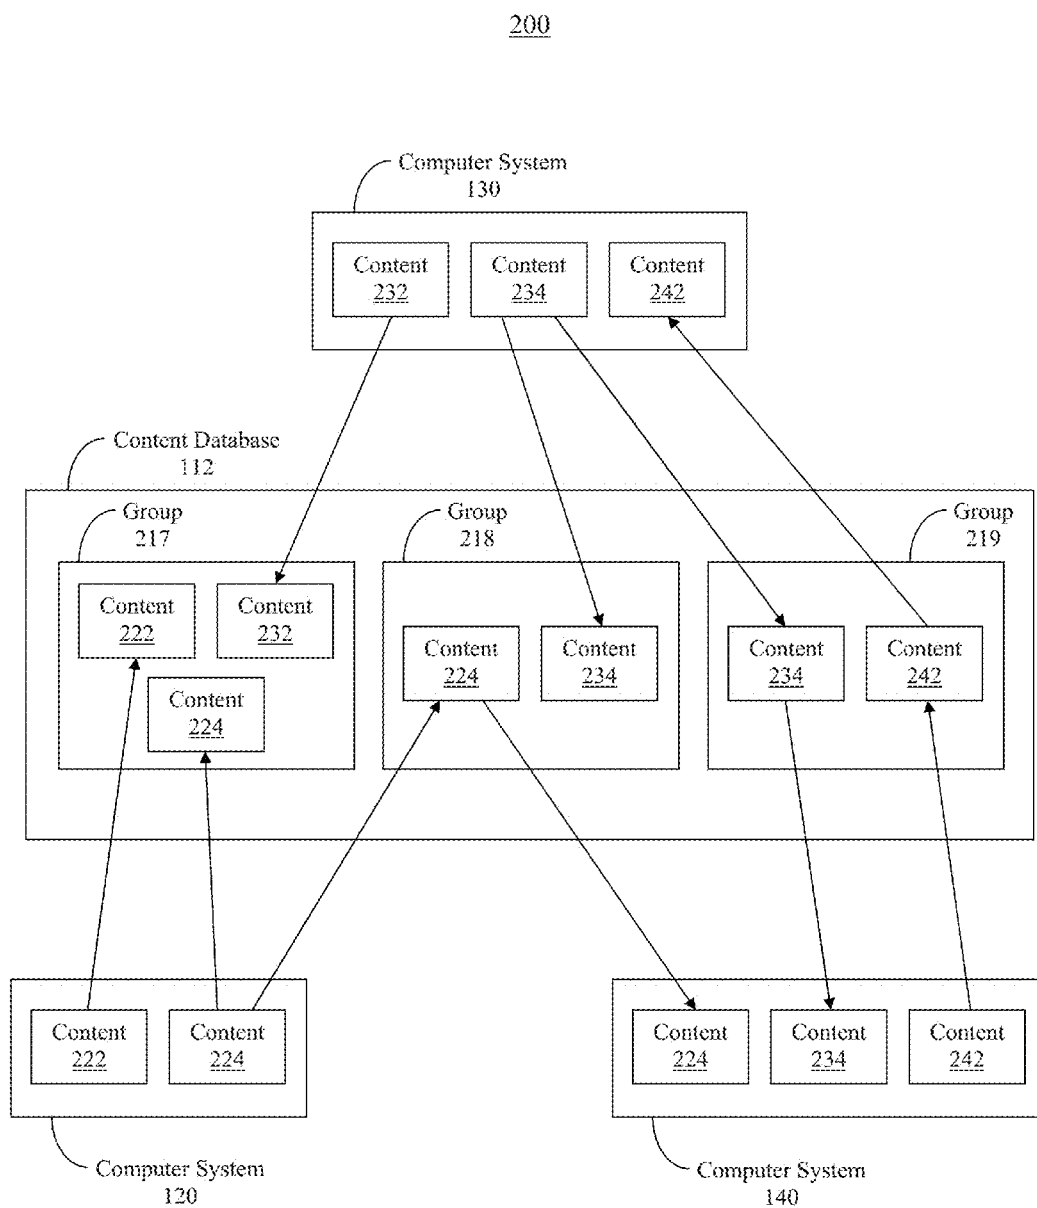 200
Computer System
130
Content
232
Content
234
Content
242
Content Database
112
Group
217
Group
218
Group
219
Content
222
Content
232
Content
224
Content
224
Content
234
Content
234
Content
242
Content
222
Content
224
Content
224
Content
234
Content
242
Computer System
120
Computer System
140